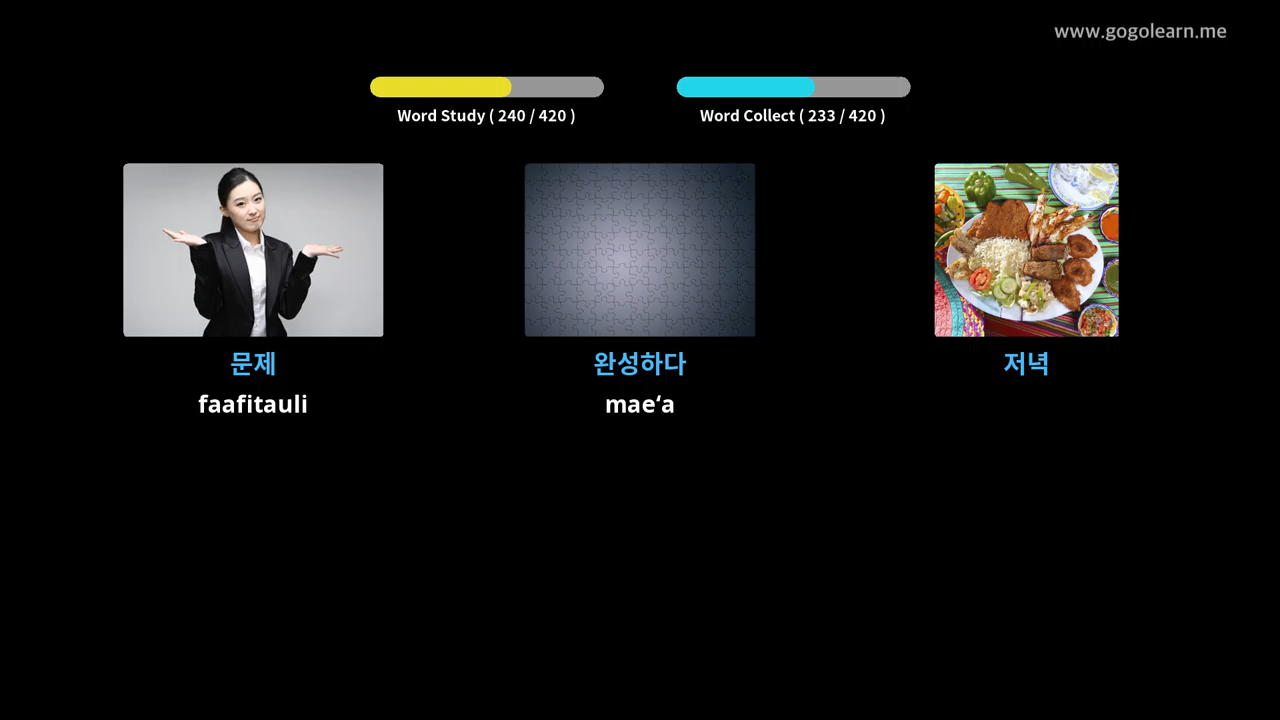 www.gogolearn.me
Word Study ( 240 / 420 )
Word Collect ( 233 / 420 )
문제
faafitauli
완성하다
maeʻa
저녁